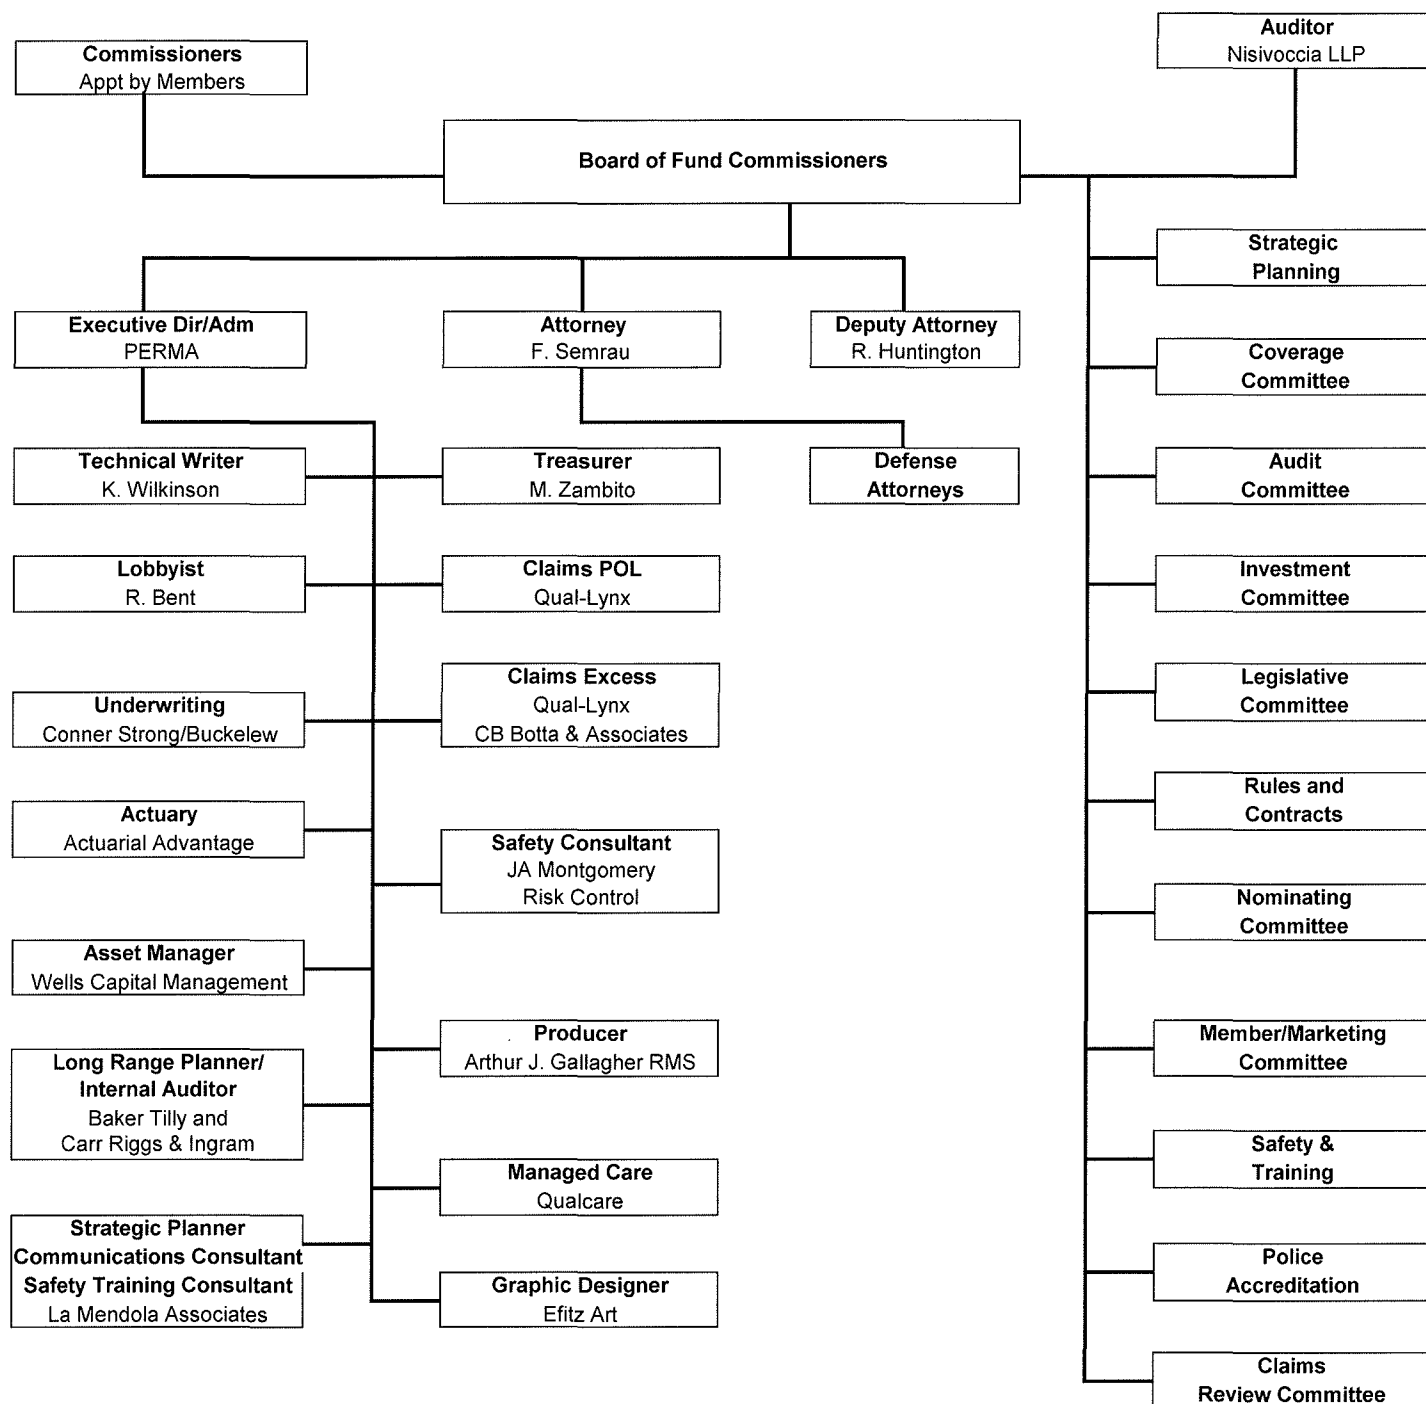 Commissioners
Appt by Members
Auditor
Nisivoccia LLP
Board of Fund Commissioners
Executive Dir/Adm
PERMA
Attorney
F. Semrau
Deputy Attorney
R. Huntington
Technical Writer
K. Wilkinson
Treasurer
M. Zambito
Defense
Attorneys
Lobbyist
R. Bent
Claims POL
Qual-Lynx
Underwriting
Conner Strong/Buckelew
Claims Excess
Qual-Lynx
CB Botta & Associates
Actuary
Actuarial Advantage
Safety Consultant
JA Montgomery
Risk Control
Asset Manager
Wells Capital Management
Producer
Arthur J. Gallagher RMS
Long Range Planner/
Internal Auditor
Baker Tilly and
Carr Riggs & Ingram
Managed Care
Qualcare
Strategic Planner
Communications Consultant
Safety Training Consultant
La Mendola Associates
Graphic Designer
Efitz Art
Strategic
Planning
Coverage
Committee
Audit
Committee
Investment
Committee
Legislative
Committee
Rules and
Contracts
Nominating
Committee
Member/Marketing
Committee
Safety &
Training
Police
Accreditation
Claims
Review Committee